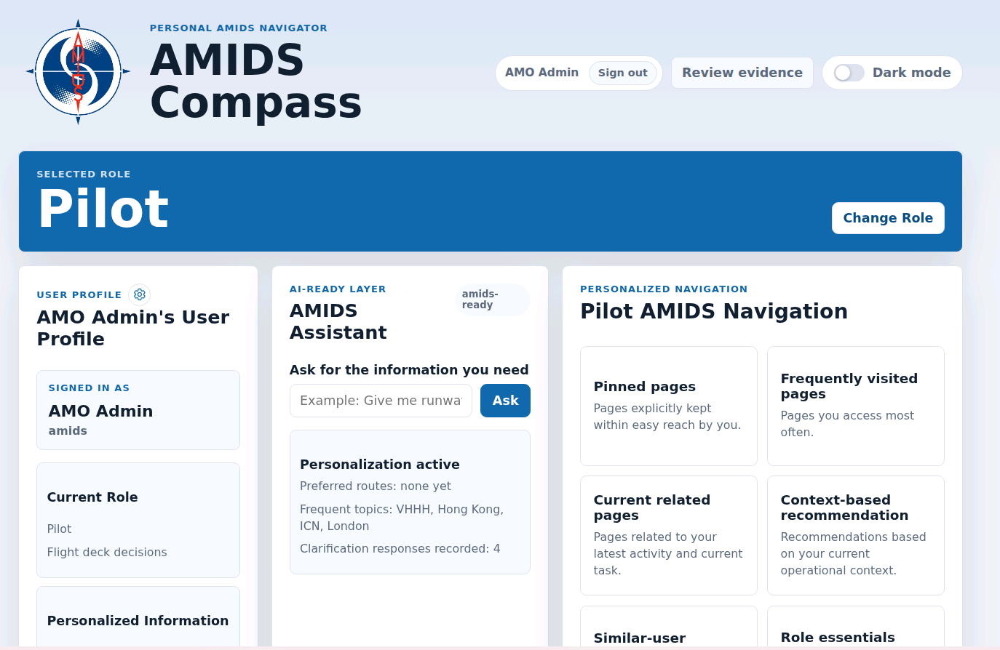 AMIDS
PERSONAL AMIDS NAVIGATOR
AMIDS
Compass
AMO Admin
Sign out
Review evidence
Dark mode
SELECTED ROLE
Pilot
Change Role
USER PROFILE
AMO Admin's User
Profile
SIGNED IN AS
AMO Admin
amids
Current Role
Pilot
Flight deck decisions
Personalized Information
AI-READY LAYER
AMIDS
Assistant
amids-
ready
Ask for the information you need
Example: Give me runwa
Ask
Personalization active
Preferred routes: none yet
Frequent topics: VHHH, Hong Kong,
ICN, London
Clarification responses recorded: 4
PERSONALIZED NAVIGATION
Pilot AMIDS Navigation
Pinned pages
Pages explicitly kept
within easy reach by you.
Frequently visited
pages
Pages you access most
often.
Current related
pages
Pages related to your
latest activity and current
task.
Context-based
recommendation
Recommendations based
on your current
operational context.
Similar-user
Role essentials